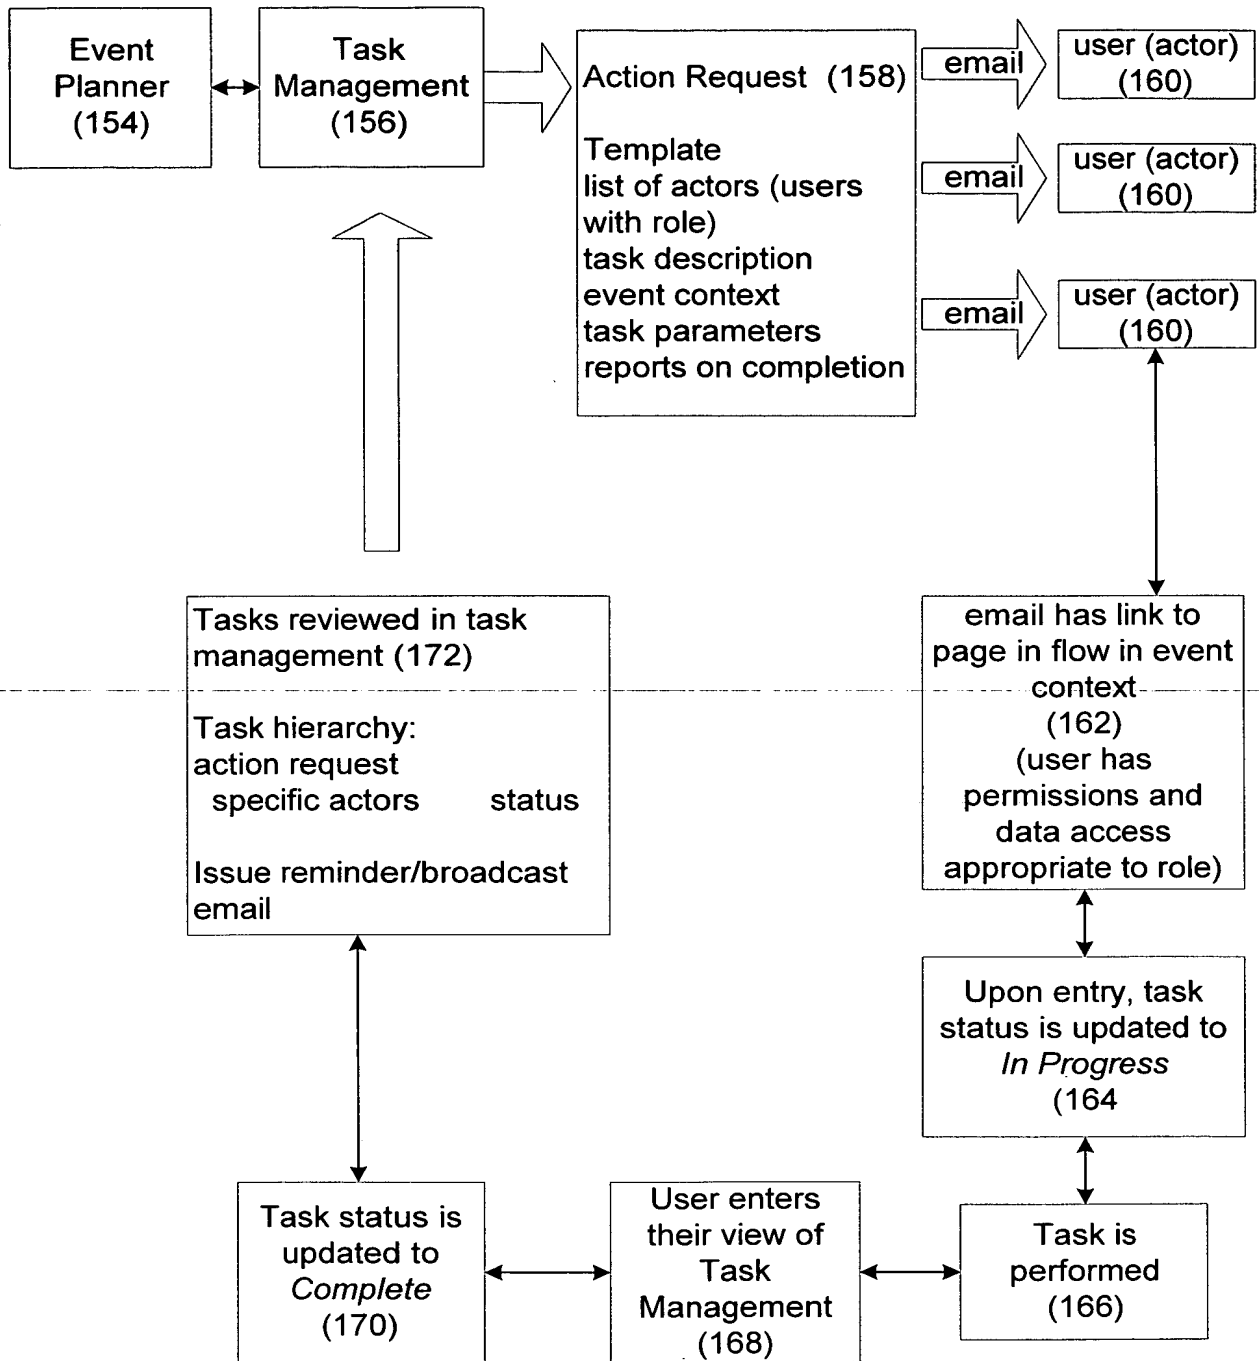 Event
Planner
(154)
Task
Management
(156)
Action Request (158)
Template
list of actors (users
with role)
task description
event context
task parameters
reports on completion
email
user (actor)
(160)
email
user (actor)
(160)
email
user (actor)
(160)
email has link to
page in flow in event
context
(162)
(user has
permissions and
data access
appropriate to role)
Upon entry, task
status is updated to
In Progress
(164
Task is
performed
(166)
User enters
their view of
Task
Management
(168)
Task status is
updated to
Complete
(170)
Tasks reviewed in task
management (172)
Task hierarchy:
action request
specific actors status
Issue reminder/broadcast
email